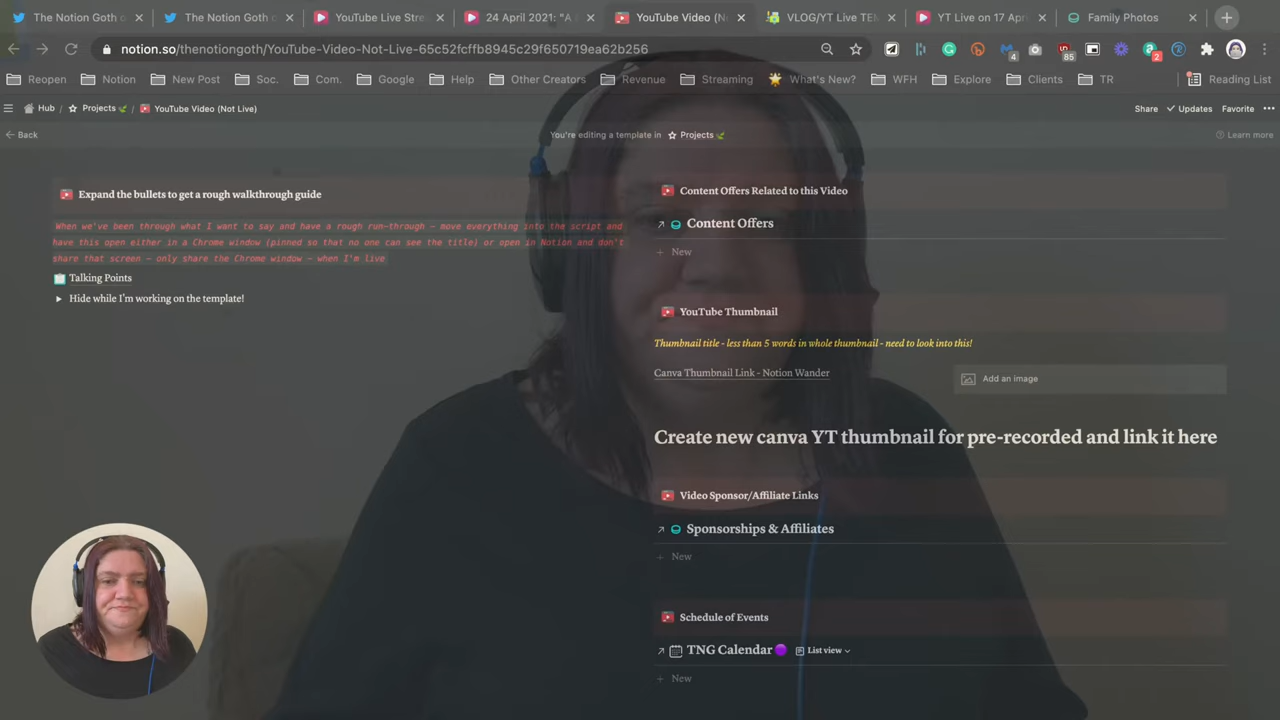 The Notion Goth o
The Notion Goth o
YouTube Live Stre
24 April 2021: "A l
YouTube Video (No
VLOG/YT Live TEM
YT Live on 17 Apr
Family Photos
notion.so/thenotiongoth/YouTube-Video-Not-Live-65c52fcffb8945c29f650719ea62b256
4
85
2
Reopen
Notion
New Post
Soc.
Com.
Google
Help
Other Creators
Revenue
Streaming
What's New?
WFH
Explore
Clients
TR
Reading List
Hub / Projects / YouTube Video (Not Live)
Share
Updates
Favorite
Back
You're editing a template in Projects
Learn more
Expand the bullets to get a rough walkthrough guide
When we've been through what I want to say and have a rough run-through - move everything into the script and
have this open either in a Chrome window (pinned so that no one can see the title) or open in Notion and don't
share that screen - only share the Chrome window - when I'm live
Talking Points
Hide while I'm working on the template!
Content Offers Related to this Video
Content Offers
New
YouTube Thumbnail
Thumbnail title - less than 5 words in whole thumbnail - need to look into this!
Canva Thumbnail Link - Notion Wander
Add an image
Create new canva YT thumbnail for pre-recorded and link it here
Video Sponsor/Affiliate Links
Sponsorships & Affiliates
New
Schedule of Events
TNG Calendar
List view
New